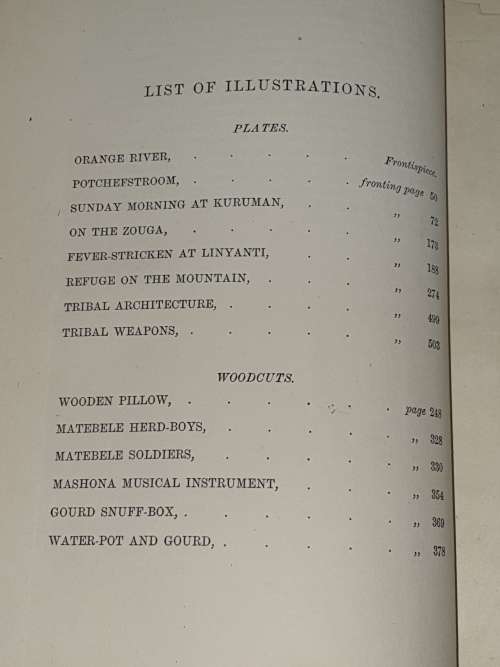 LIST OF ILLUSTRATIONS.
PLATES.
ORANGE RIVER, . . . . . Frontispiece.
POTCHEFSTROOM, . . . . . fronting page 50
SUNDAY MORNING AT KURUMAN, . . „ 72
ON THE ZOUGA, . . . . . „ 173
FEVER-STRICKEN AT LINYANTI, . . „ 188
REFUGE ON THE MOUNTAIN, . . . „ 274
TRIBAL ARCHITECTURE, . . . . „ 499
TRIBAL WEAPONS, . . . . . „ 503
WOODCUTS.
WOODEN PILLOW, . . . . . . page 248
MATEBELE HERD-BOYS, . . . . . „ 328
MATEBELE SOLDIERS, . . . . . „ 330
MASHONA MUSICAL INSTRUMENT, . . . „ 354
GOURD SNUFF-BOX, . . . . . . „ 369
WATER-POT AND GOURD, . . . . . „ 378